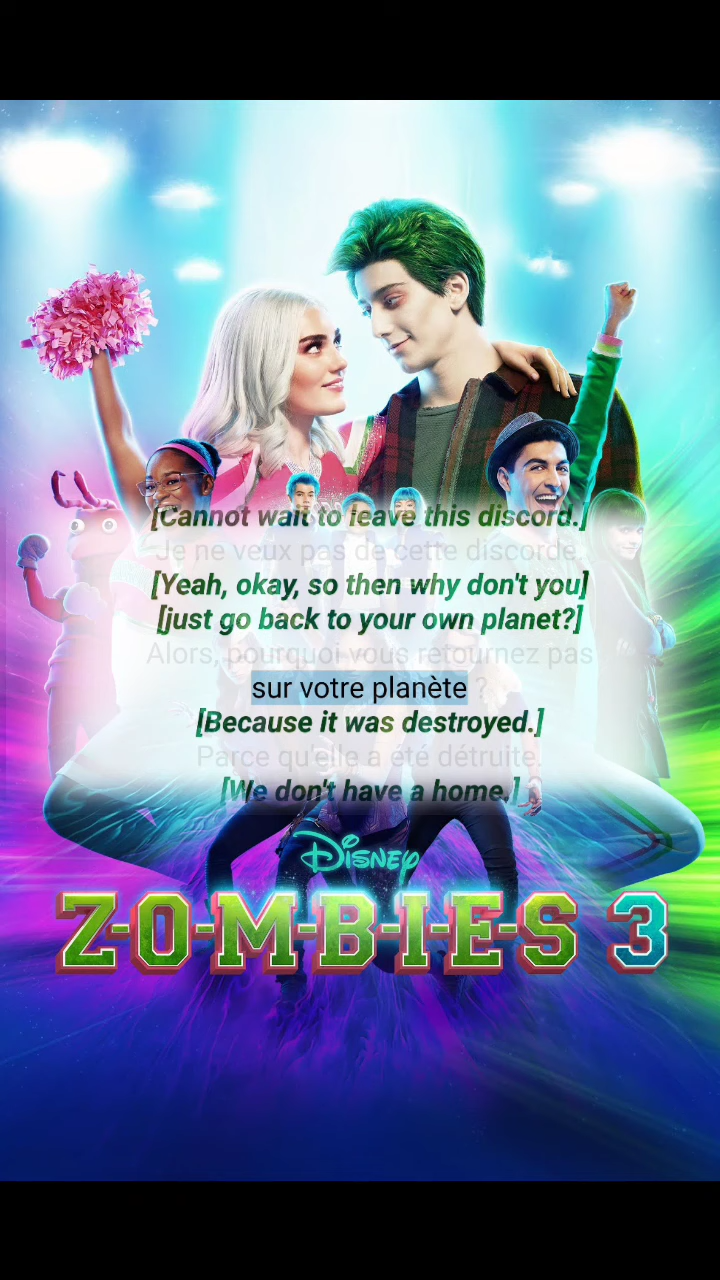 [Cannot wait to leave this discord.]
Je ne veux pas de cette discorde.
[Yeah, okay, so then why don't you]
[just go back to your own planet?]
Alors, pourquoi vous retournez pas
sur votre planète ?
[Because it was destroyed.]
Parce qu'elle a été détruite.
[We don't have a home.]
Disney
Z-O-M-B-I-E-S 3